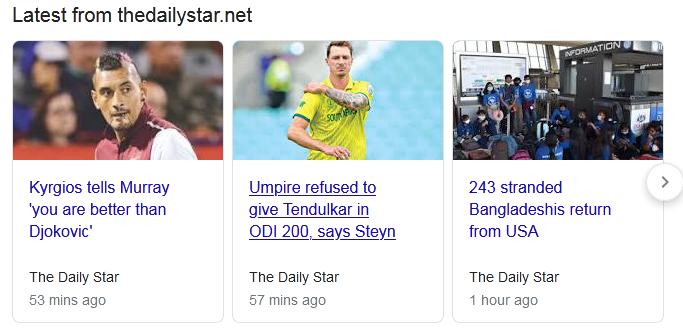 Latest from thedailystar.net
SOUTH
INFORMATION
Kyrgios tells Murray
'you are better than
Djokovic'
Umpire refused to
give Tendulkar in
ODI 200, says Steyn
243 stranded
Bangladeshis return
from USA
The Daily Star
The Daily Star
The Daily Star
53 mins ago
57 mins ago
1 hour ago